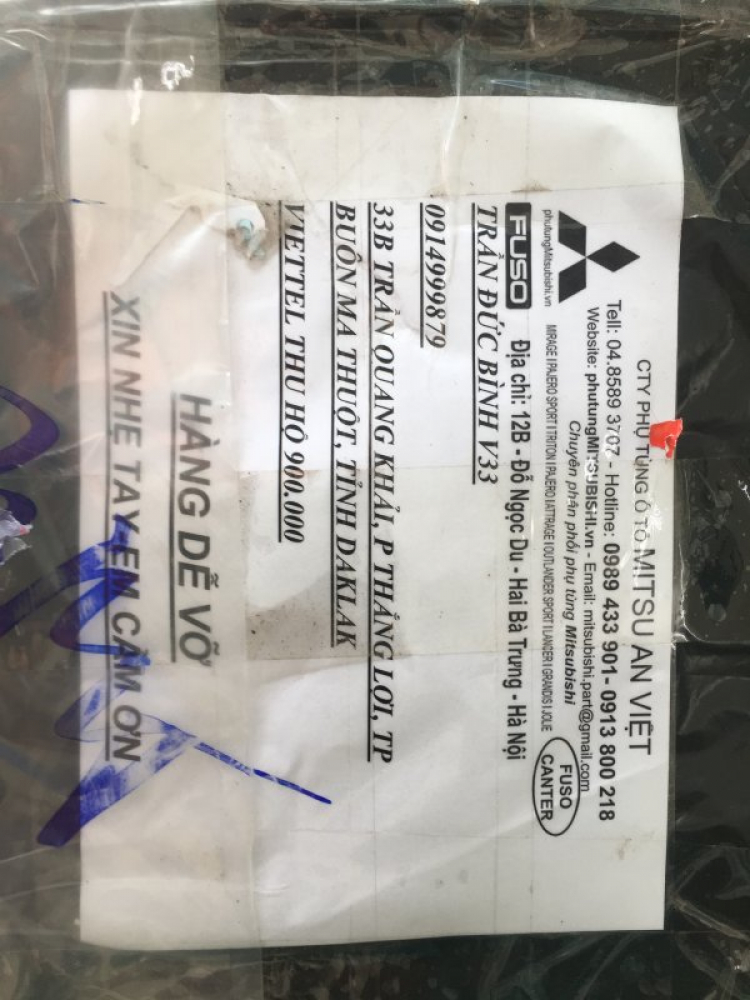 CTY PHỤ TÙNG Ô TÔ MITSU AN VIỆT
Tell: 04.8589 3707 - Hotline: 0989 433 901- 0913 800 218
Website: phutungMITSUBISHI.vn - Email: mitsubishi.part@gmail.com
Chuyên phân phối phụ tùng Mitsubishi
phutungMitsubishi.vn
MIRAGE I PAJERO SPORT I TRITON I PAJERO I ATTRAGE I OUTLANDER SPORT I LANCER I GRANDIS I JOLIE
FUSO CANTER
FUSO
Địa chỉ: 12B - Đỗ Ngọc Du - Hai Bà Trưng - Hà Nội
TRẦN ĐỨC BÌNH V33
0914999879
33B TRẦN QUANG KHẢI, P THẮNG LỢI, TP
BUÔN MA THUỘT, TỈNH DAKLAK
VIETTEL THU HỘ 900.000
HÀNG DỄ VỠ
XIN NHẸ TAY EM CẢM ƠN